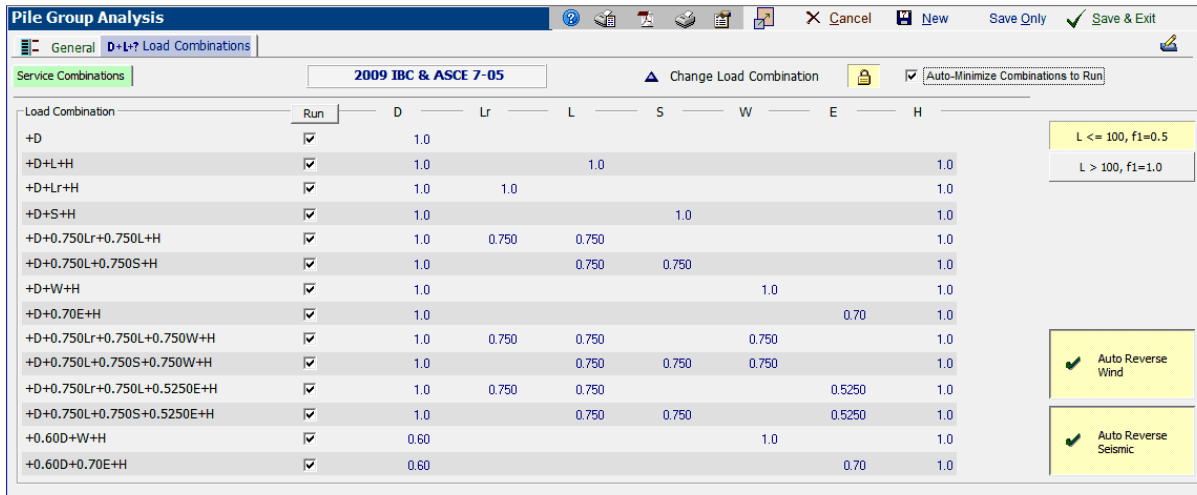 Pile Group Analysis Cancel New Save Only Save & Exit
General D+L+? Load Combinations
Service Combinations 2009 IBC & ASCE 7-05 Change Load Combination Auto-Minimize Combinations to Run
Load Combination Run D Lr L S W E H
+D 1.0
L <= 100, f1=0.5
+D+L+H 1.0 1.0 1.0
L > 100, f1=1.0
+D+Lr+H 1.0 1.0 1.0
+D+S+H 1.0 1.0 1.0
+D+0.750Lr+0.750L+H 1.0 0.750 0.750 1.0
+D+0.750L+0.750S+H 1.0 0.750 0.750 1.0
+D+W+H 1.0 1.0 1.0
+D+0.70E+H 1.0 0.70 1.0
+D+0.750Lr+0.750L+0.750W+H 1.0 0.750 0.750 0.750 1.0
+D+0.750L+0.750S+0.750W+H 1.0 0.750 0.750 0.750 1.0
Auto Reverse
Wind
+D+0.750Lr+0.750L+0.5250E+H 1.0 0.750 0.750 0.5250 1.0
+D+0.750L+0.750S+0.5250E+H 1.0 0.750 0.750 0.5250 1.0
+0.60D+W+H 0.60 1.0 1.0
Auto Reverse
Seismic
+0.60D+0.70E+H 0.60 0.70 1.0